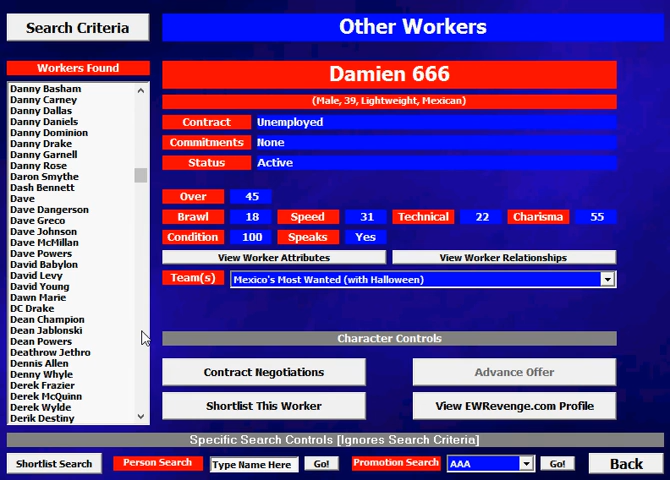 Search Criteria
Other Workers
Workers Found
Danny Basham
Danny Carney
Danny Dallas
Danny Daniels
Danny Dominion
Danny Drake
Danny Garnell
Danny Rose
Daron Smythe
Dash Bennett
Dave
Dave Dangerson
Dave Greco
Dave Johnson
Dave McMillan
Dave Powers
David Babylon
David Levy
David Young
Dawn Marie
DC Drake
Dean Champion
Dean Jablonski
Dean Powers
Deathrow Jethro
Dennis Allen
Denny Whyle
Derek Frazier
Derek McQuinn
Derek Wylde
Derik Destiny
Damien 666
(Male, 39, Lightweight, Mexican)
Contract Unemployed
Commitments None
Status Active
Over 45
Brawl 18 Speed 31 Technical 22 Charisma 55
Condition 100 Speaks Yes
View Worker Attributes View Worker Relationships
Team(s) Mexico's Most Wanted (with Halloween)
Character Controls
Contract Negotiations Advance Offer
Shortlist This Worker View EWRevenge.com Profile
Specific Search Controls [Ignores Search Criteria]
Shortlist Search Person Search Type Name Here Go! Promotion Search AAA Go! Back